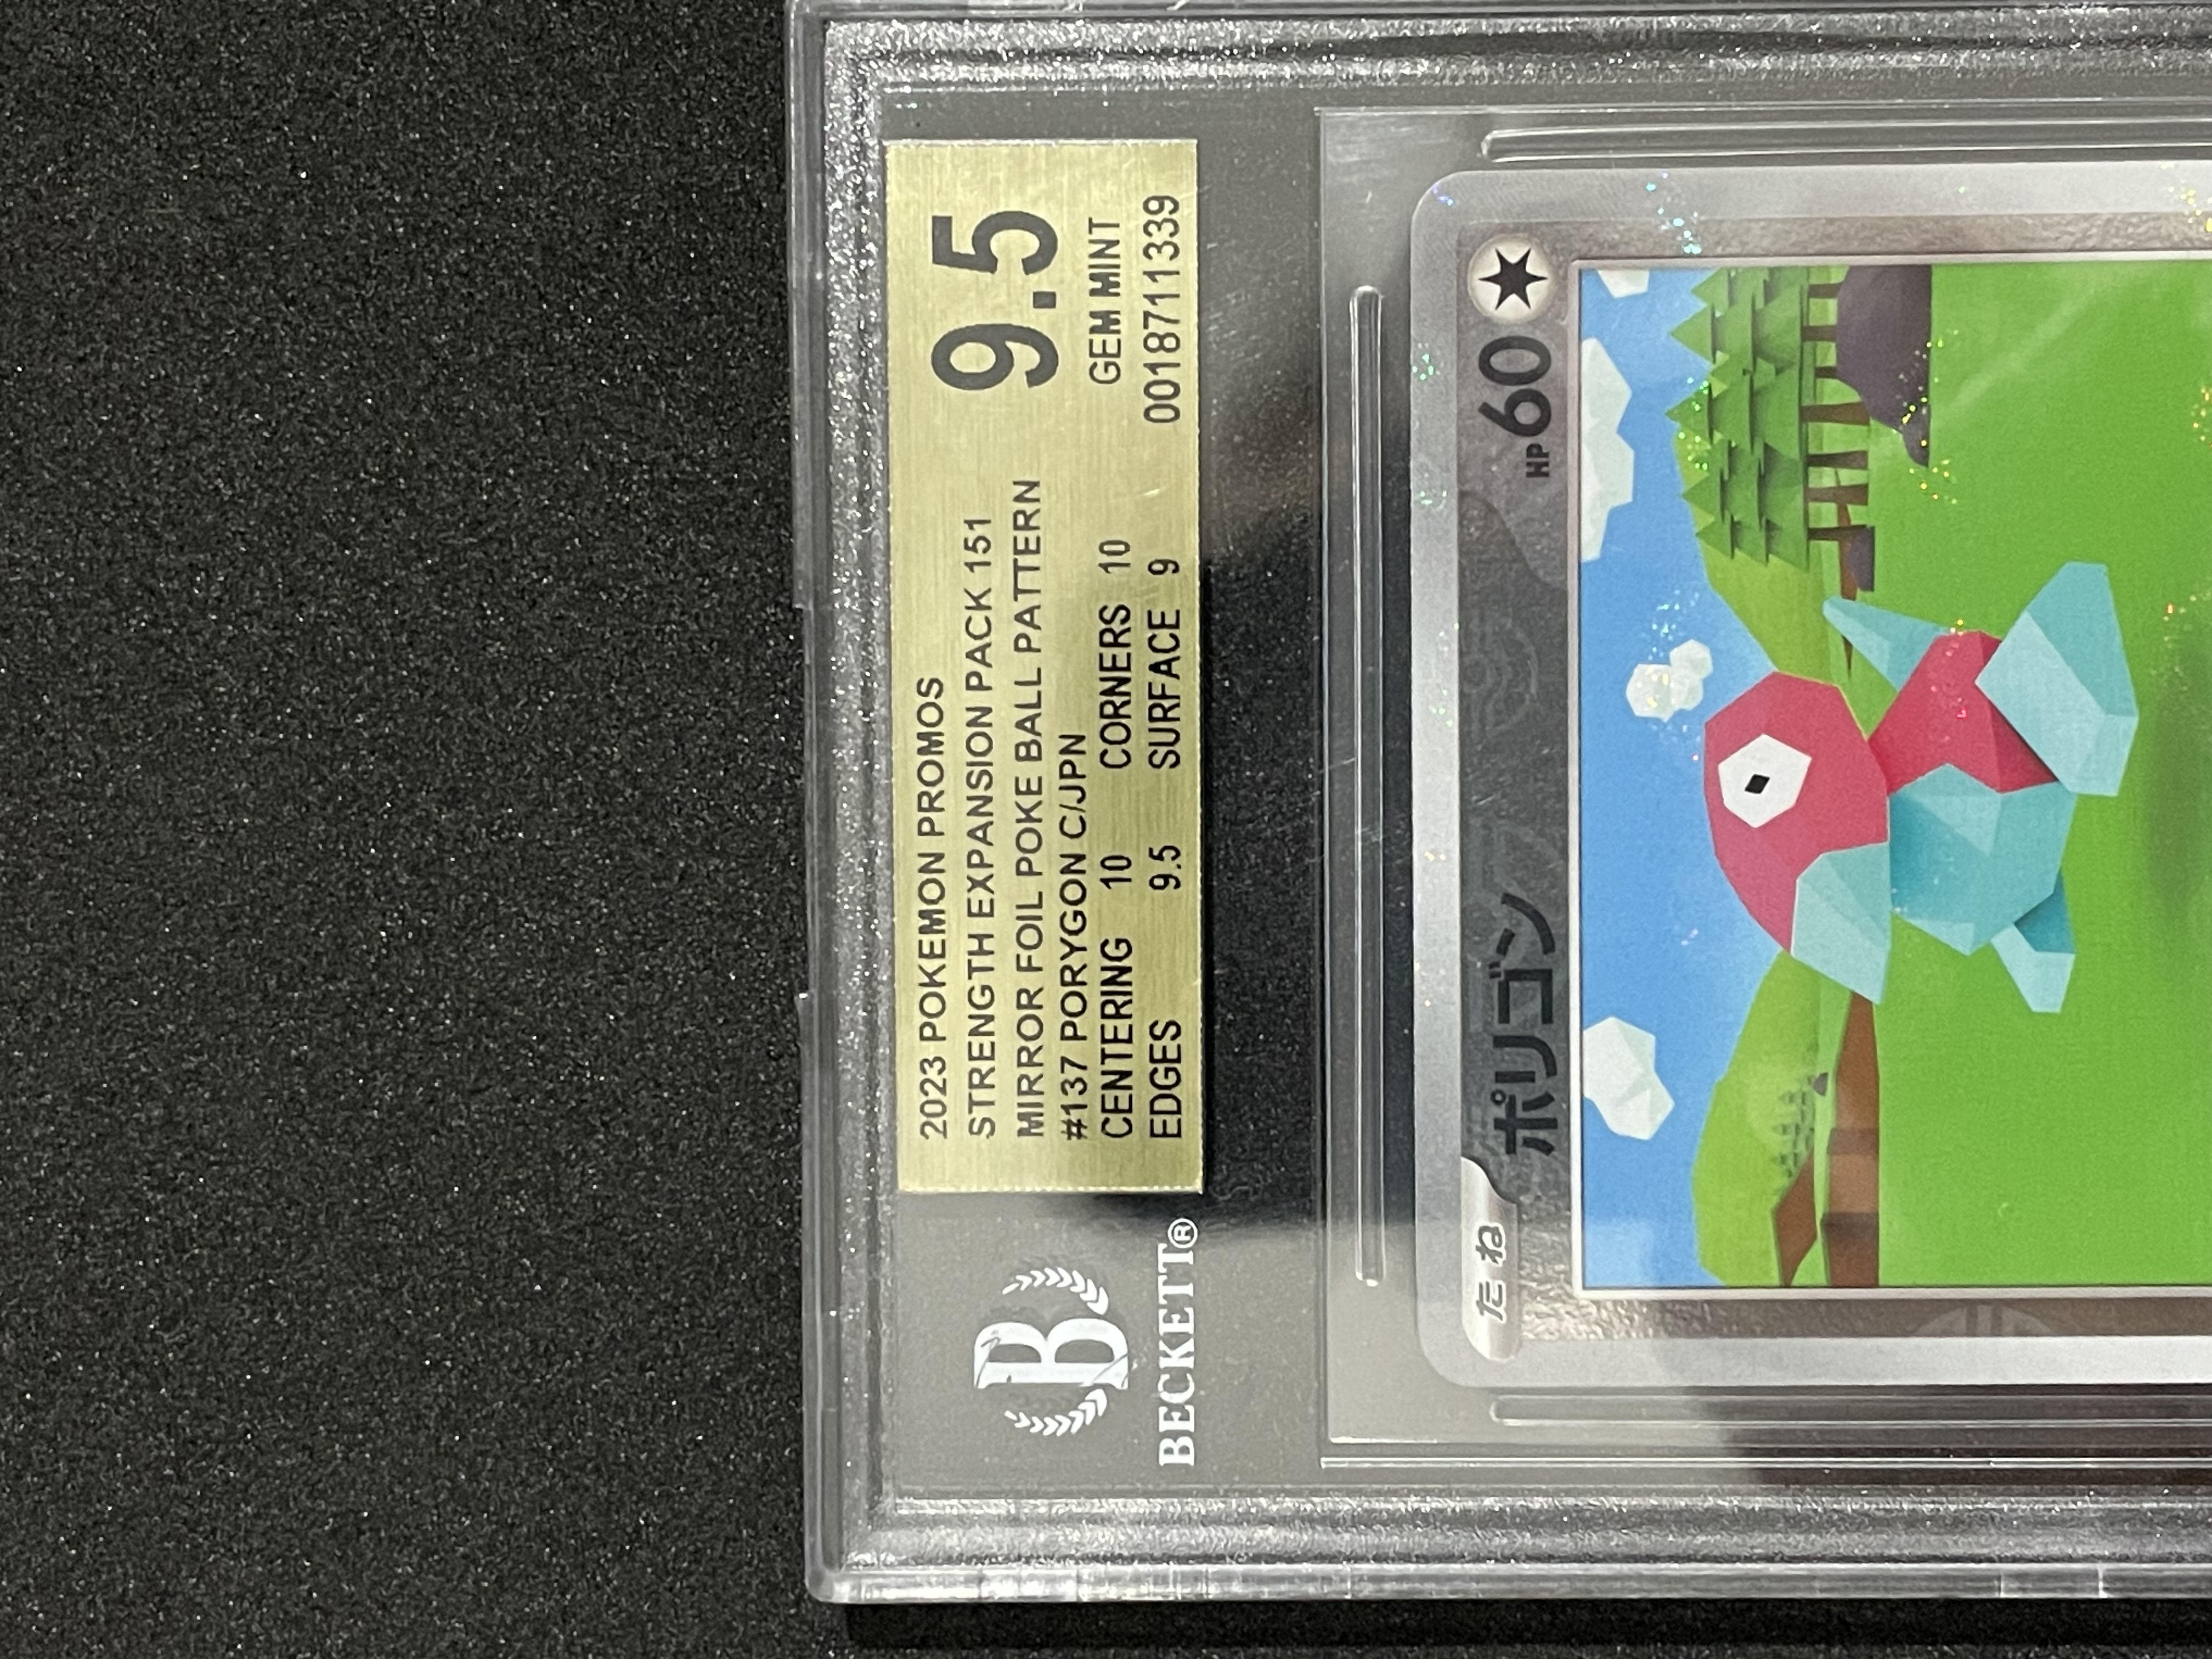 2023 POKEMON PROMOS
STRENGTH EXPANSION PACK 151
MIRROR FOIL POKE BALL PATTERN
#137 PORYGON C/JPN
CENTERING 10 CORNERS 10
EDGES 9.5 SURFACE 9
9.5
GEM MINT
0018711339
B
BECKETT®
たね
ポリゴン
HP60